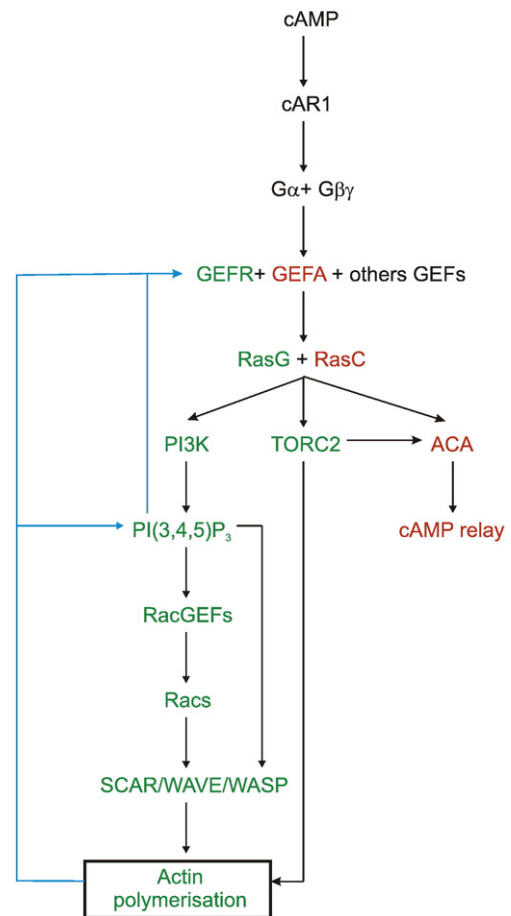 cAMP
cAR1
Gα+ Gβγ
GEFR+ GEFA + others GEFs
RasG + RasC
PI3K TORC2 ACA
PI(3,4,5)P₃ cAMP relay
RacGEFs
Racs
SCAR/WAVE/WASP
Actin
polymerisation